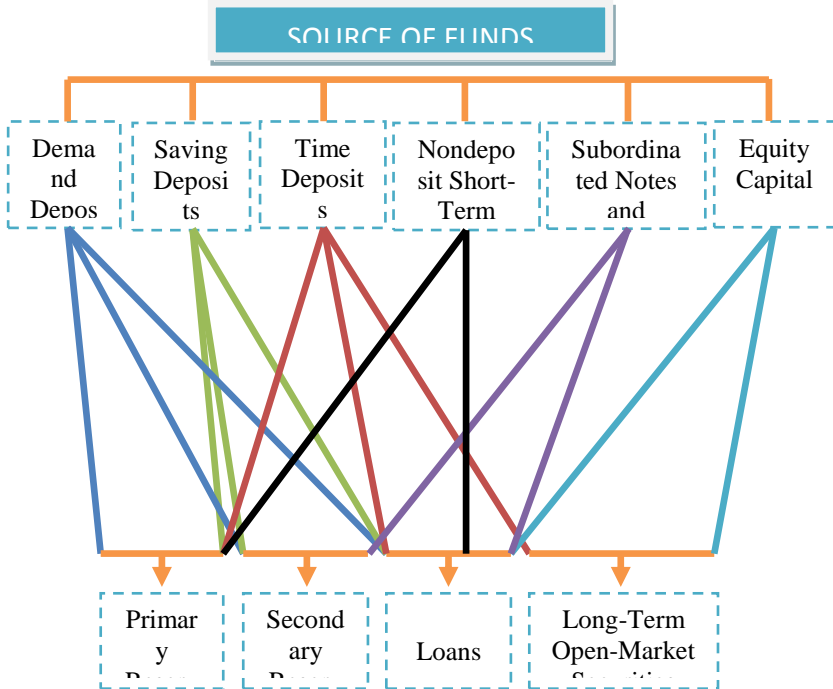 SOURCE OF FUNDS
Dema
nd
Depos
Saving
Deposi
ts
Time
Deposit
s
Nondepo
sit Short-
Term
Subordina
ted Notes
and
Equity
Capital
Primar
y
Second
ary
Loans
Long-Term
Open-Market
Securities